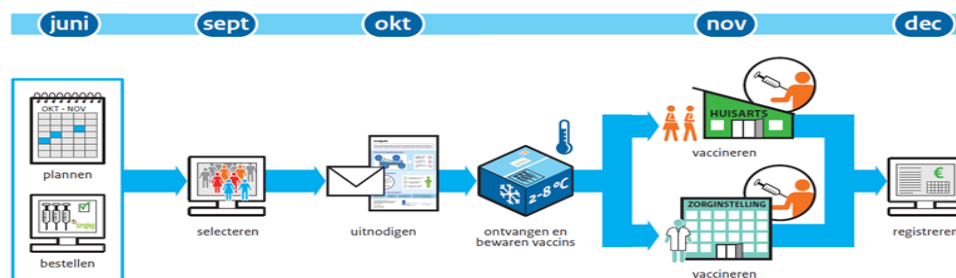 juni
sept
okt
nov
dec
OKT - NOV
plannen
snpg
bestellen
selecteren
uitnodigen
2-8 °C
ontvangen en
bewaren vaccins
HUISARTS
vaccineren
ZORGINSTELLING
vaccineren
€
registreren